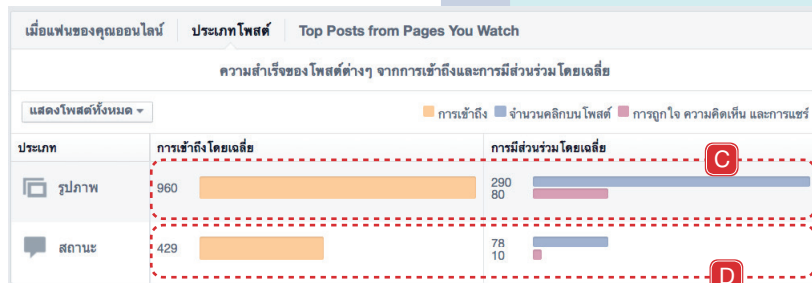 เมื่อแฟนของคุณออนไลน์ ประเภทโพสต์ Top Posts from Pages You Watch
ความสำเร็จของโพสต์ต่างๆ จากการเข้าถึงและการมีส่วนร่วมโดยเฉลี่ย
แสดงโพสต์ทั้งหมด การเข้าถึง จำนวนคลิกบนโพสต์ การถูกใจ ความคิดเห็น และการแชร์
ประเภท การเข้าถึงโดยเฉลี่ย การมีส่วนร่วมโดยเฉลี่ย
C
รูปภาพ 960 290
80
สถานะ 429 78
10
D